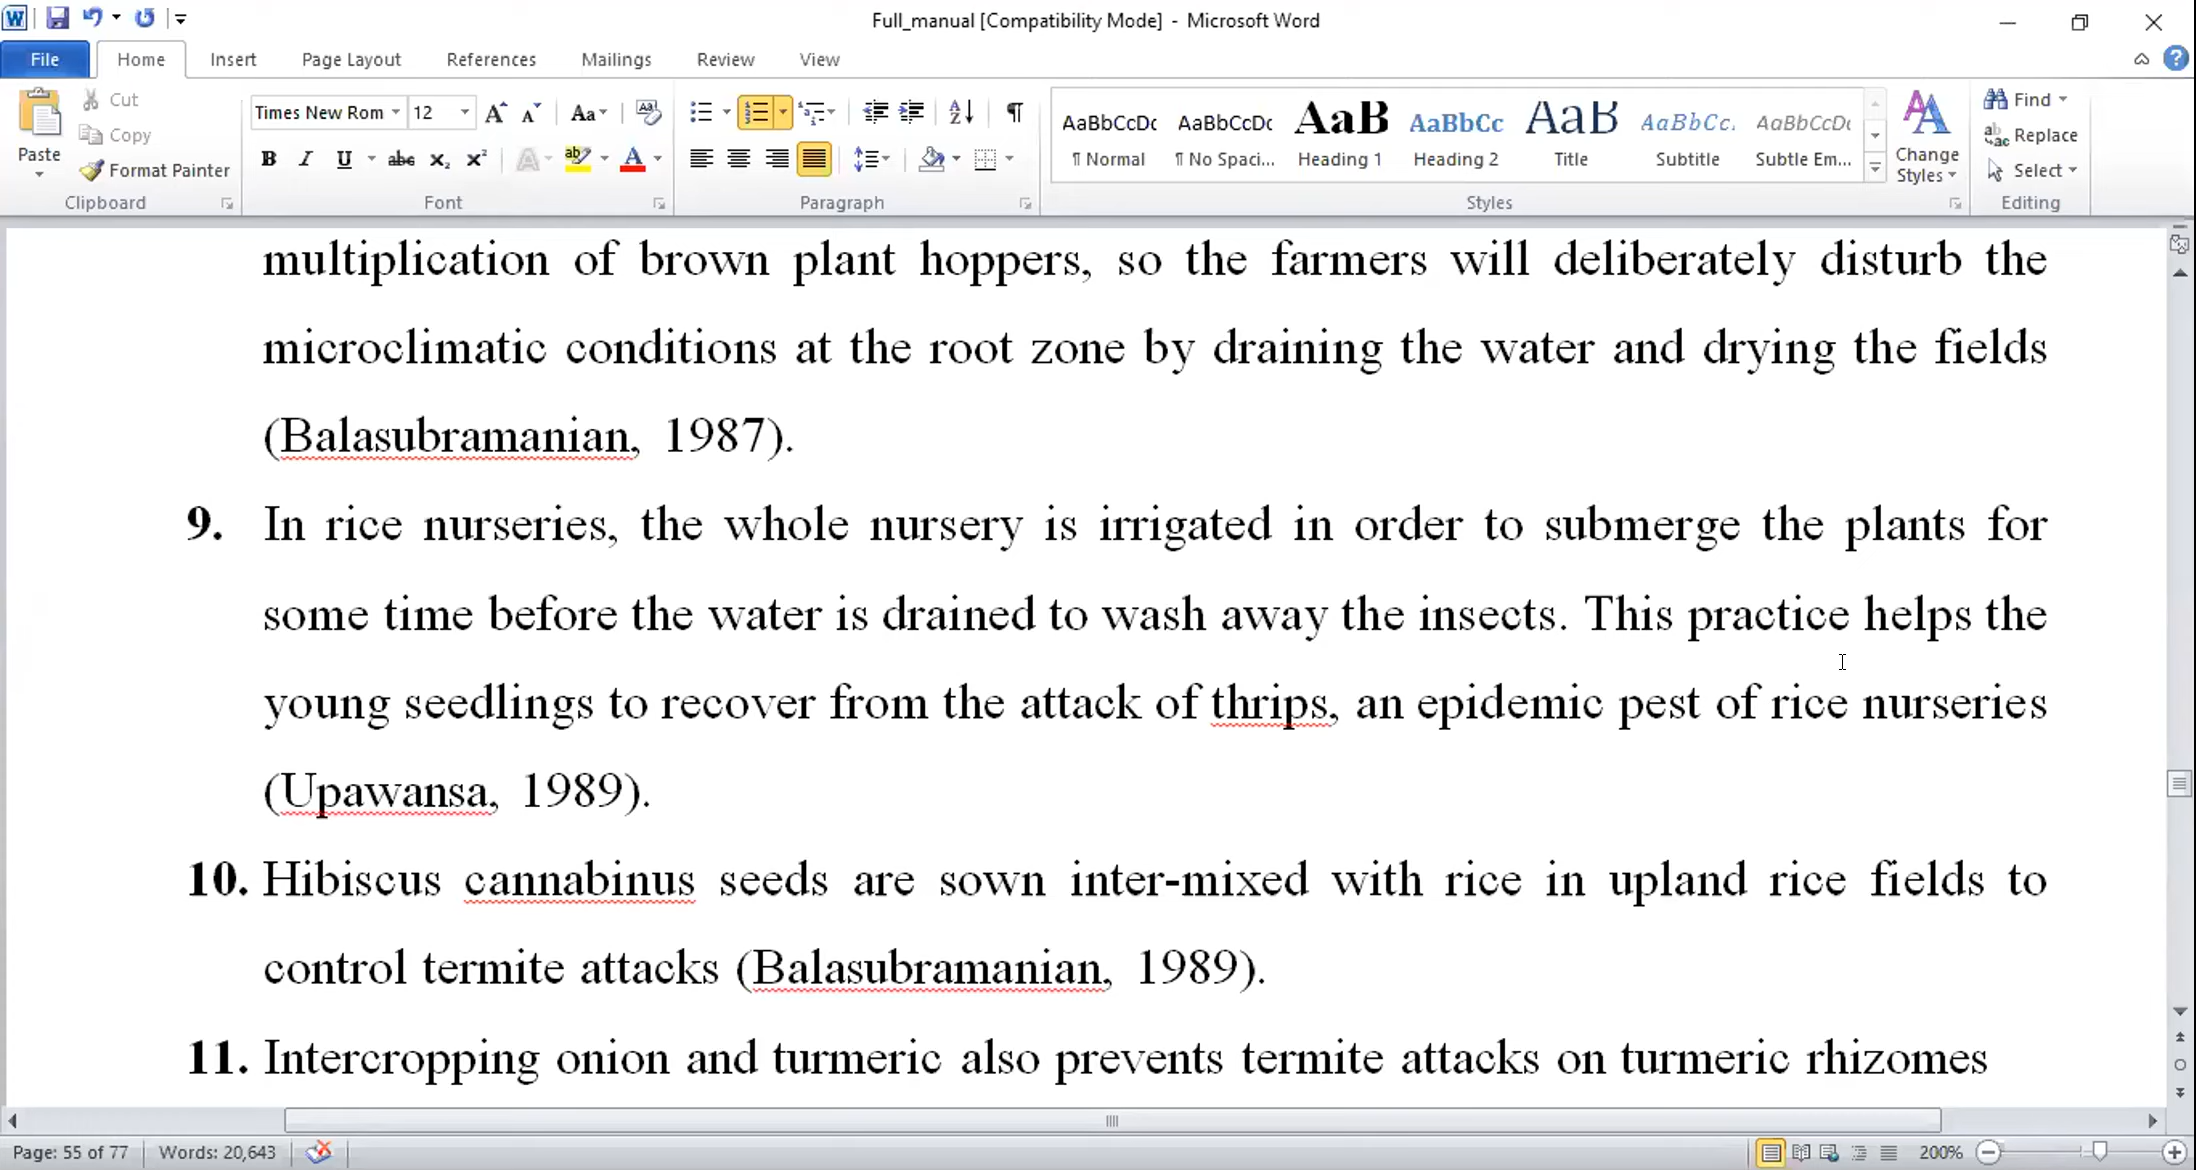 Full_manual [Compatibility Mode] - Microsoft Word
File Home Insert Page Layout References Mailings Review View
Paste Cut Copy Format Painter
Times New Rom 12
AaBbCcDc AaBbCcDc AaB AaBbCc AaB AaBbCc. AaBbCcDc
¶ Normal ¶ No Spaci... Heading 1 Heading 2 Title Subtitle Subtle Em...
Change Styles
Find Replace Select
Clipboard Font Paragraph Styles Editing
multiplication of brown plant hoppers, so the farmers will deliberately disturb the
microclimatic conditions at the root zone by draining the water and drying the fields
(Balasubramanian, 1987).
9. In rice nurseries, the whole nursery is irrigated in order to submerge the plants for
some time before the water is drained to wash away the insects. This practice helps the
young seedlings to recover from the attack of thrips, an epidemic pest of rice nurseries
(Upawansa, 1989).
10. Hibiscus cannabinus seeds are sown inter-mixed with rice in upland rice fields to
control termite attacks (Balasubramanian, 1989).
11. Intercropping onion and turmeric also prevents termite attacks on turmeric rhizomes
Page: 55 of 77 Words: 20,643 200%